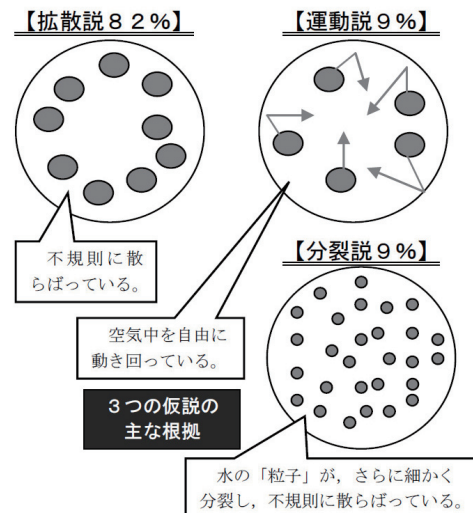 【拡散説82%】
【運動説9%】
不規則に散
らばっている。
空気中を自由に
動き回っている。
【分裂説9%】
3つの仮説の
主な根拠
水の「粒子」が，さらに細かく
分裂し，不規則に散らばっている。